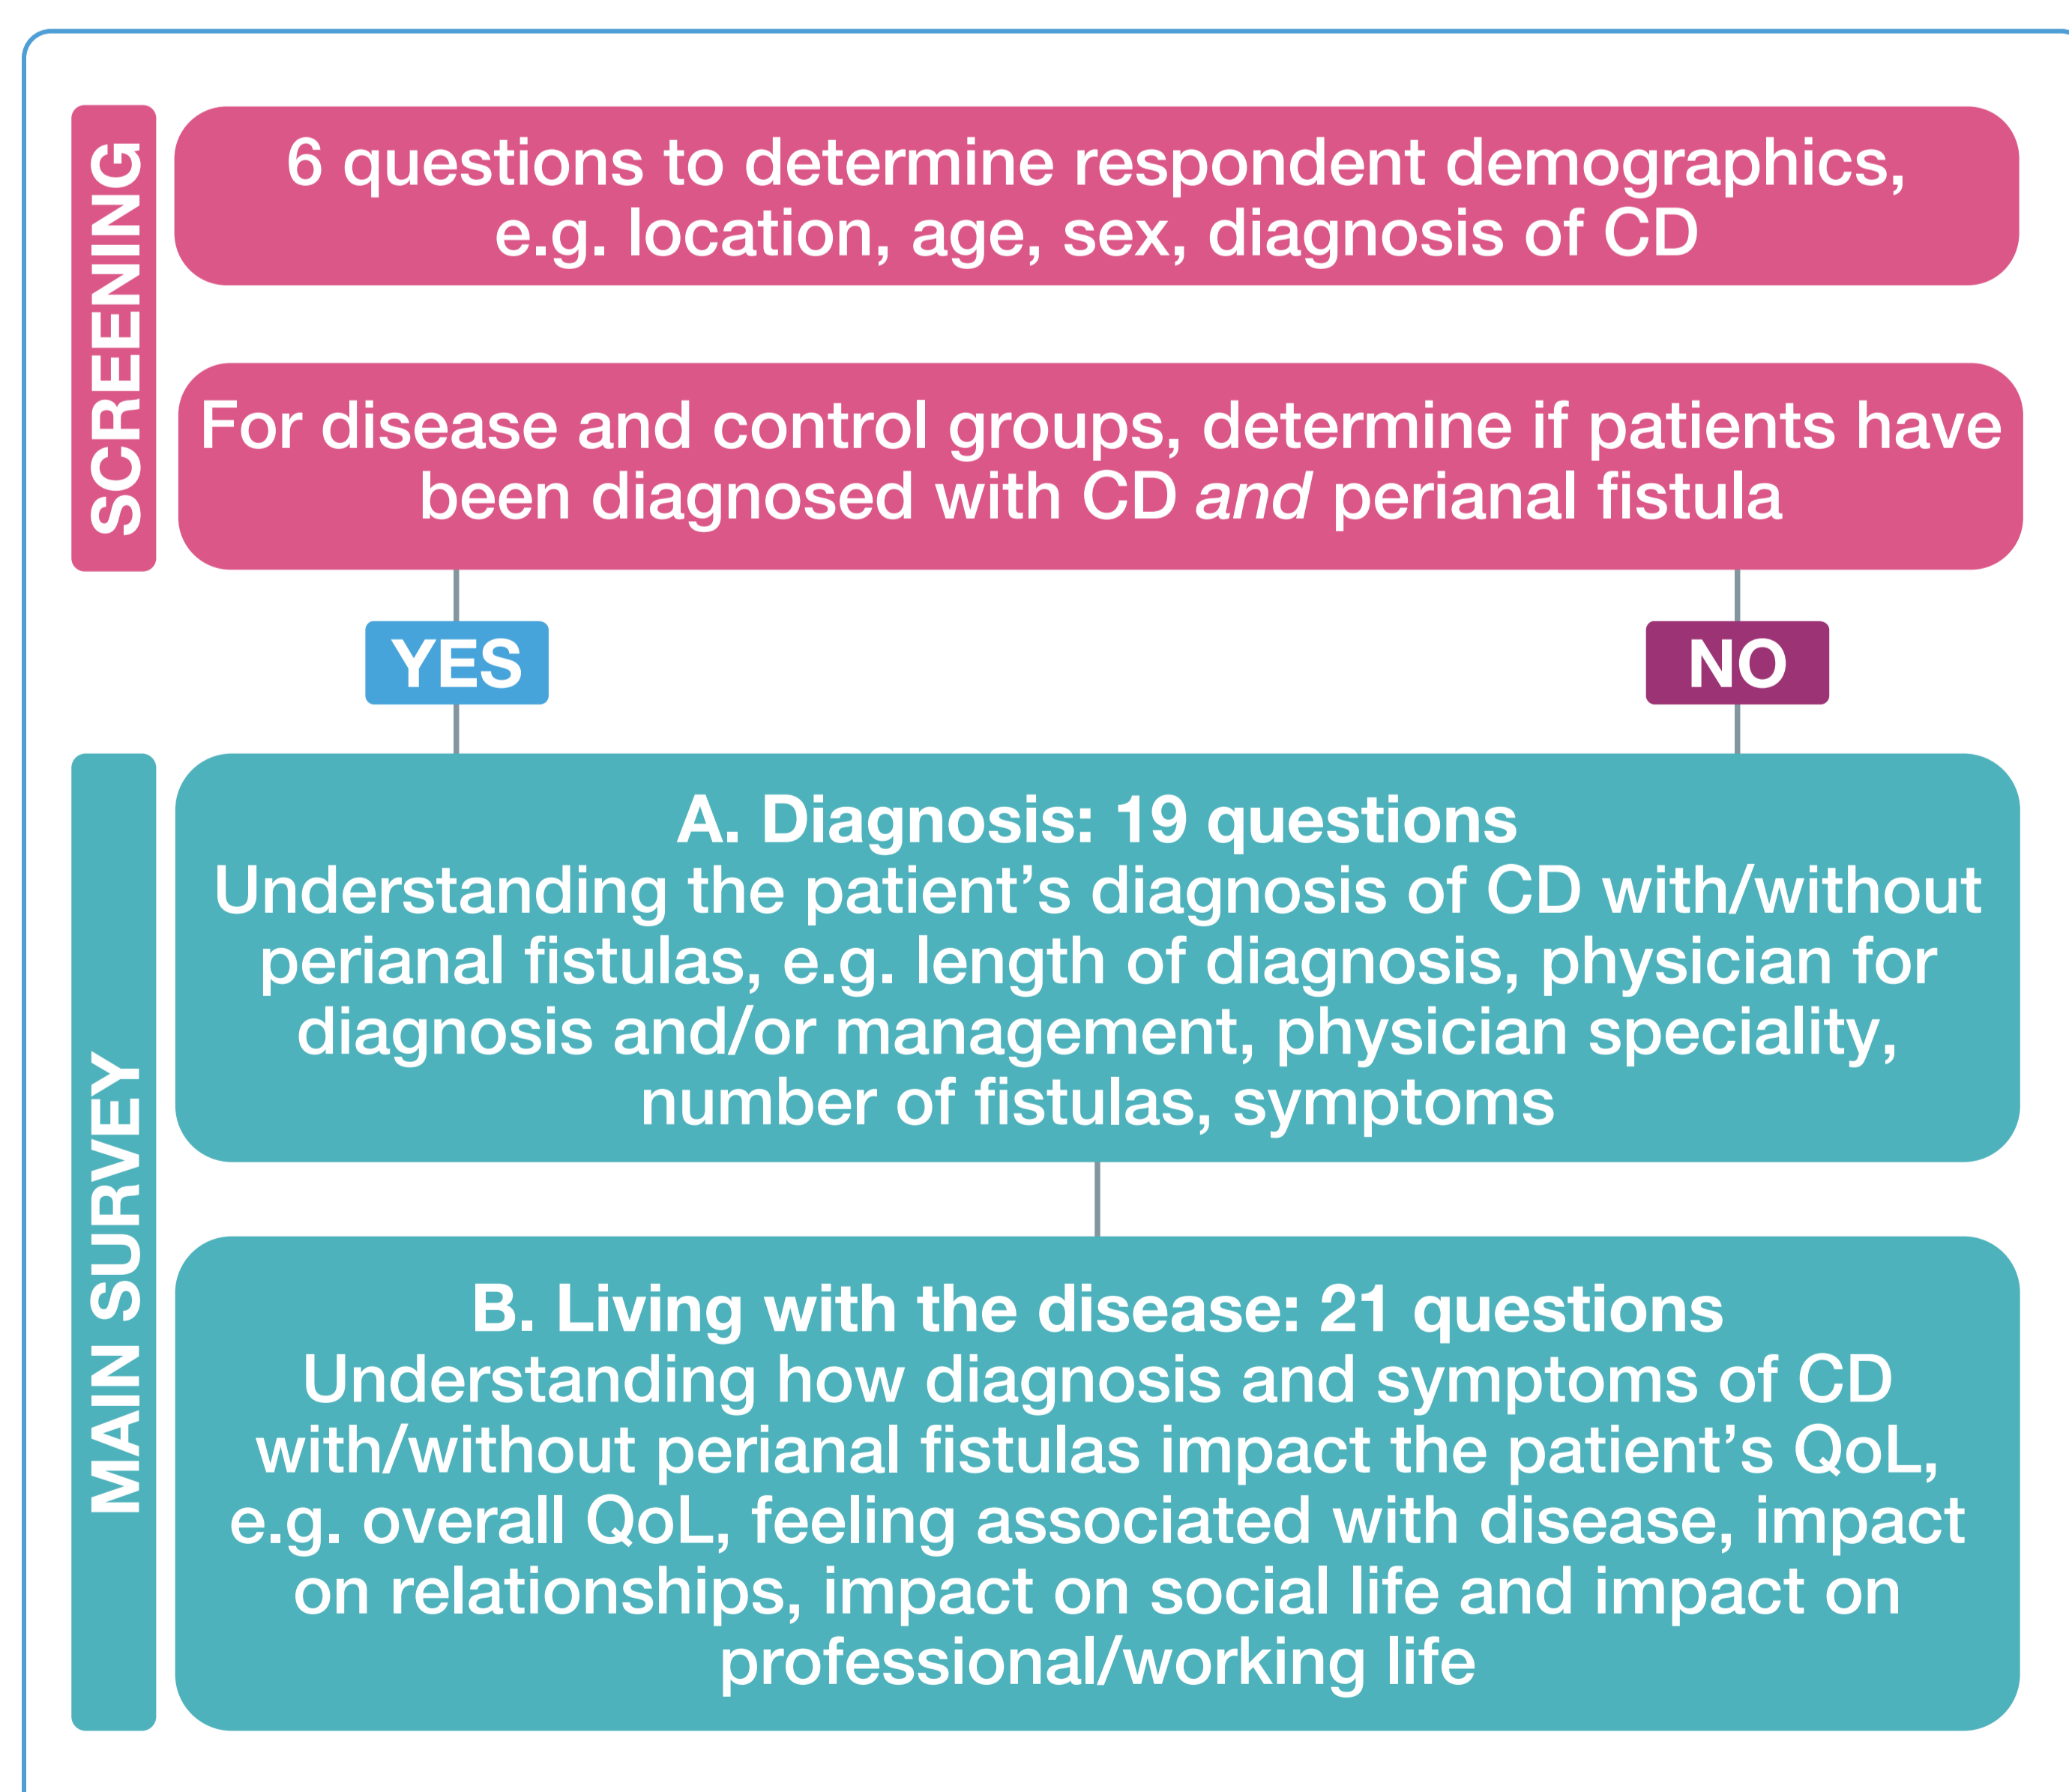 SCREENING
6 questions to determine respondent demographics,
e.g. location, age, sex, diagnosis of CD
For disease and control groups, determine if patients have
been diagnosed with CD and perianal fistula
YES
NO
MAIN SURVEY
A. Diagnosis: 19 questions
Understanding the patient’s diagnosis of CD with/without
perianal fistulas, e.g. length of diagnosis, physician for
diagnosis and/or management, physician speciality,
number of fistulas, symptoms
B. Living with the disease: 21questions
Understanding how diagnosis and symptoms of CD
with/without perianal fistulas impact the patient’s QoL,
e.g. overall QoL, feeling associated with disease, impact
on relationships, impact on social life and impact on
professional/working life